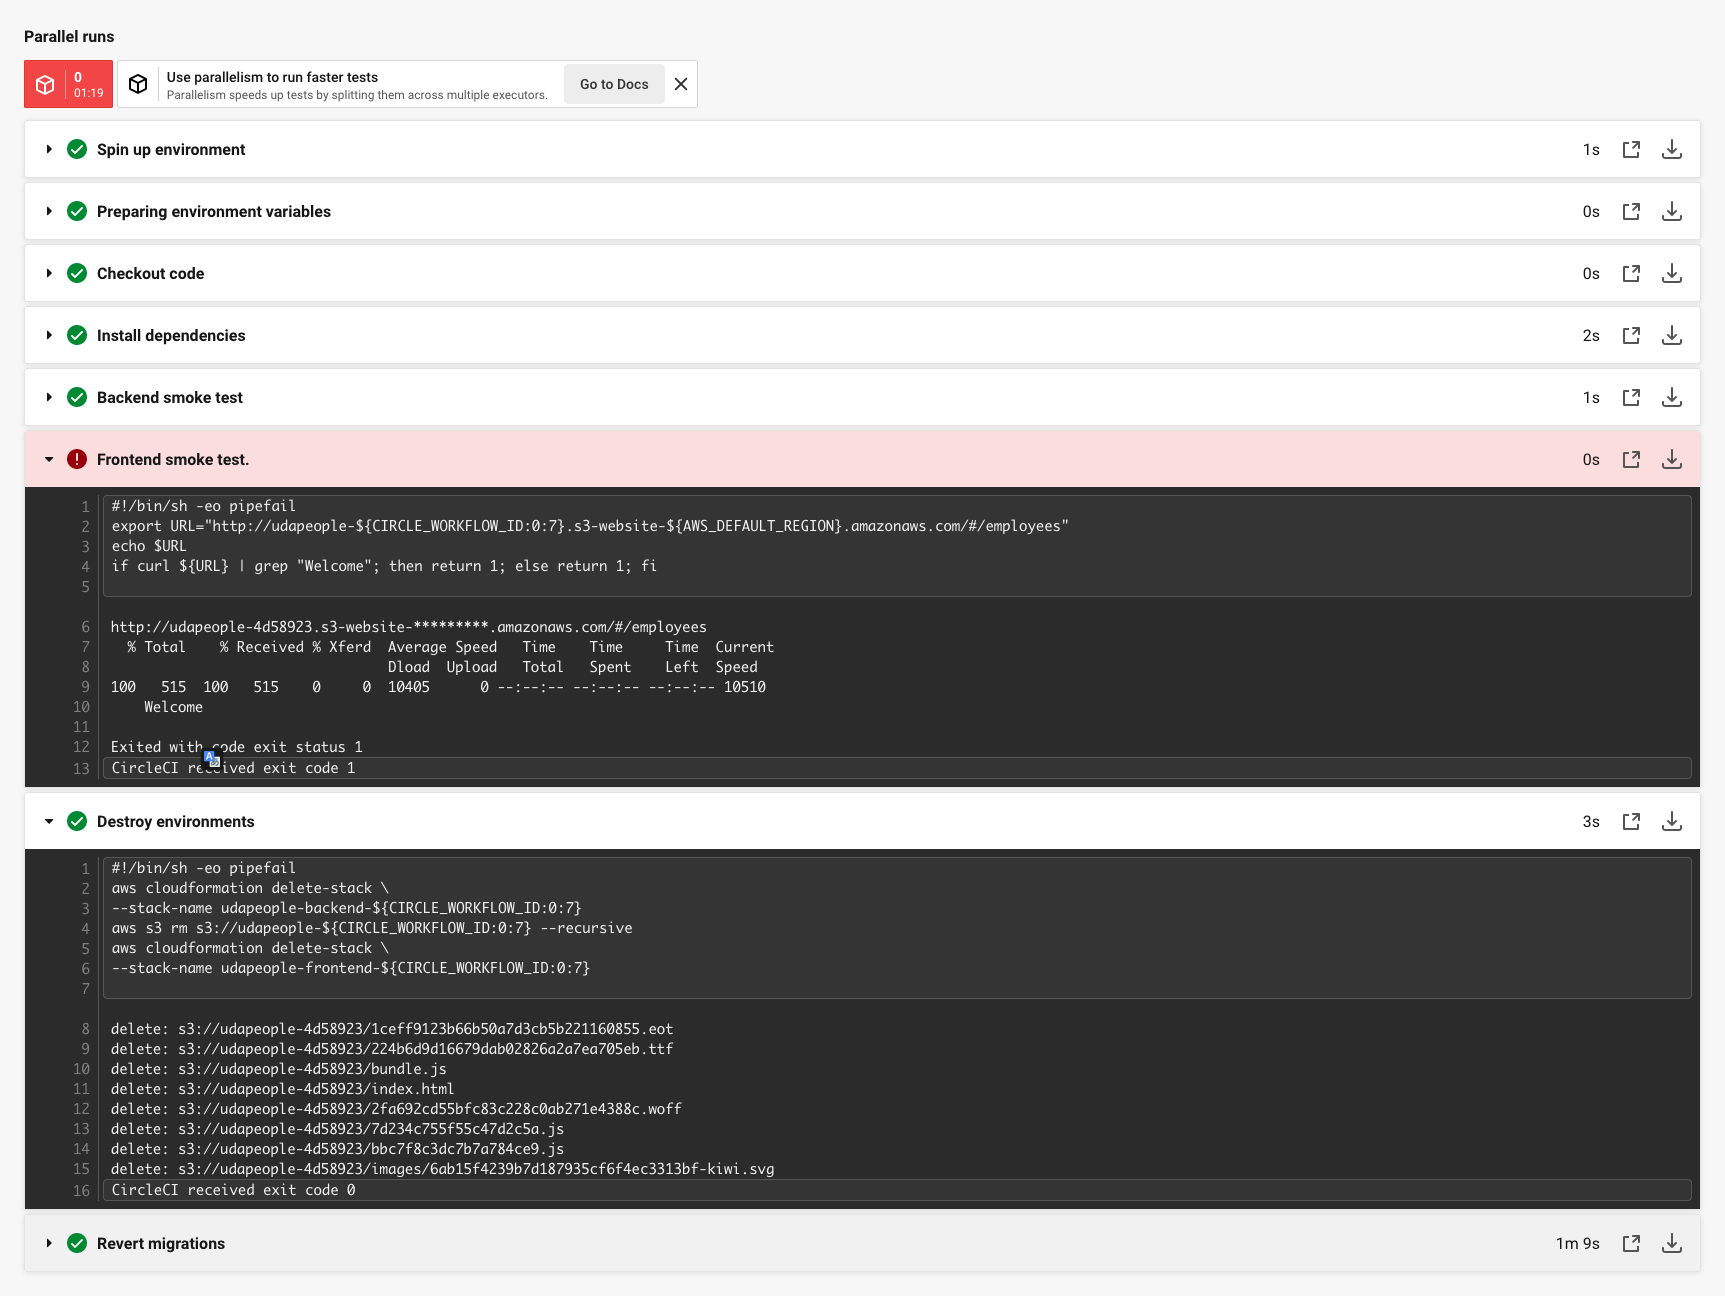 Parallel runs
0
01:19
Use parallelism to run faster tests
Parallelism speeds up tests by splitting them across multiple executors.
Go to Docs
Spin up environment 1s
Preparing environment variables 0s
Checkout code 0s
Install dependencies 2s
Backend smoke test 1s
Frontend smoke test. 0s
1 #!/bin/sh -eo pipefail
2 export URL="http://udapeople-${CIRCLE_WORKFLOW_ID:0:7}.s3-website-${AWS_DEFAULT_REGION}.amazonaws.com/#/employees"
3 echo $URL
4 if curl ${URL} | grep "Welcome"; then return 1; else return 1; fi
5
6 http://udapeople-4d58923.s3-website-*********.amazonaws.com/#/employees
7   % Total    % Received % Xferd  Average Speed   Time    Time     Time  Current
8                                  Dload  Upload   Total   Spent    Left  Speed
9 100   515  100   515    0     0  10405      0 --:--:-- --:--:-- --:--:-- 10510
10     Welcome
11
12 Exited with code exit status 1
13 CircleCI received exit code 1
Destroy environments 3s
1 #!/bin/sh -eo pipefail
2 aws cloudformation delete-stack \
3 --stack-name udapeople-backend-${CIRCLE_WORKFLOW_ID:0:7}
4 aws s3 rm s3://udapeople-${CIRCLE_WORKFLOW_ID:0:7} --recursive
5 aws cloudformation delete-stack \
6 --stack-name udapeople-frontend-${CIRCLE_WORKFLOW_ID:0:7}
7
8 delete: s3://udapeople-4d58923/1ceff9123b66b50a7d3cb5b221160855.eot
9 delete: s3://udapeople-4d58923/224b6d9d16679dab02826a2a7ea705eb.ttf
10 delete: s3://udapeople-4d58923/bundle.js
11 delete: s3://udapeople-4d58923/index.html
12 delete: s3://udapeople-4d58923/2fa692cd55bfc83c228c0ab271e4388c.woff
13 delete: s3://udapeople-4d58923/7d234c755f55c47d2c5a.js
14 delete: s3://udapeople-4d58923/bbc7f8c3dc7b7a784ce9.js
15 delete: s3://udapeople-4d58923/images/6ab15f4239b7d187935cf6f4ec3313bf-kiwi.svg
16 CircleCI received exit code 0
Revert migrations 1m 9s